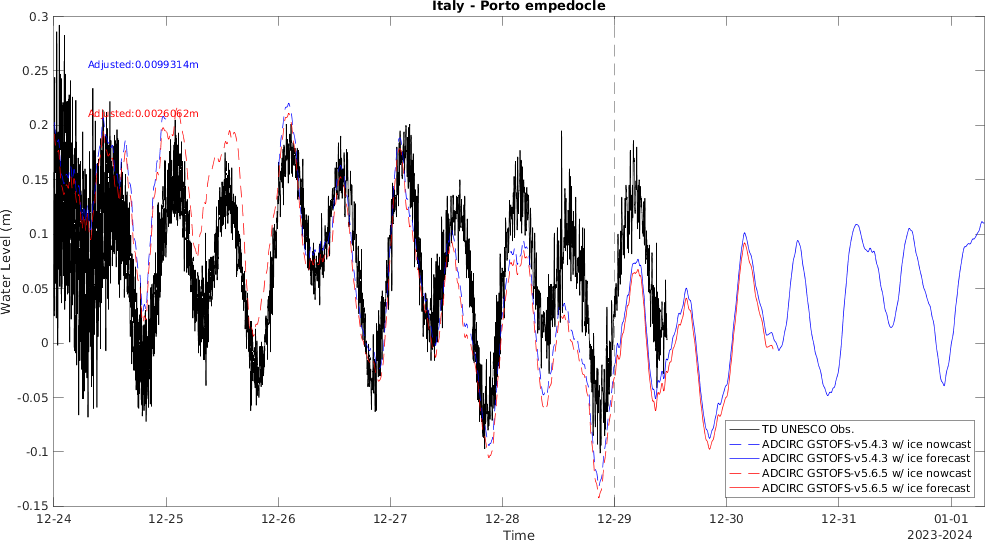 Italy - Porto empedocle
0.3
0.25
0.2
0.15
0.1
0.05
0
-0.05
-0.1
-0.15
Water Level (m)
Adjusted:0.0099314m
Adjusted:0.0026062m
TD UNESCO Obs.
ADCIRC GSTOFS-v5.4.3 w/ ice nowcast
ADCIRC GSTOFS-v5.4.3 w/ ice forecast
ADCIRC GSTOFS-v5.6.5 w/ ice nowcast
ADCIRC GSTOFS-v5.6.5 w/ ice forecast
12-24 12-25 12-26 12-27 12-28 12-29 12-30 12-31 01-01
Time
2023-2024